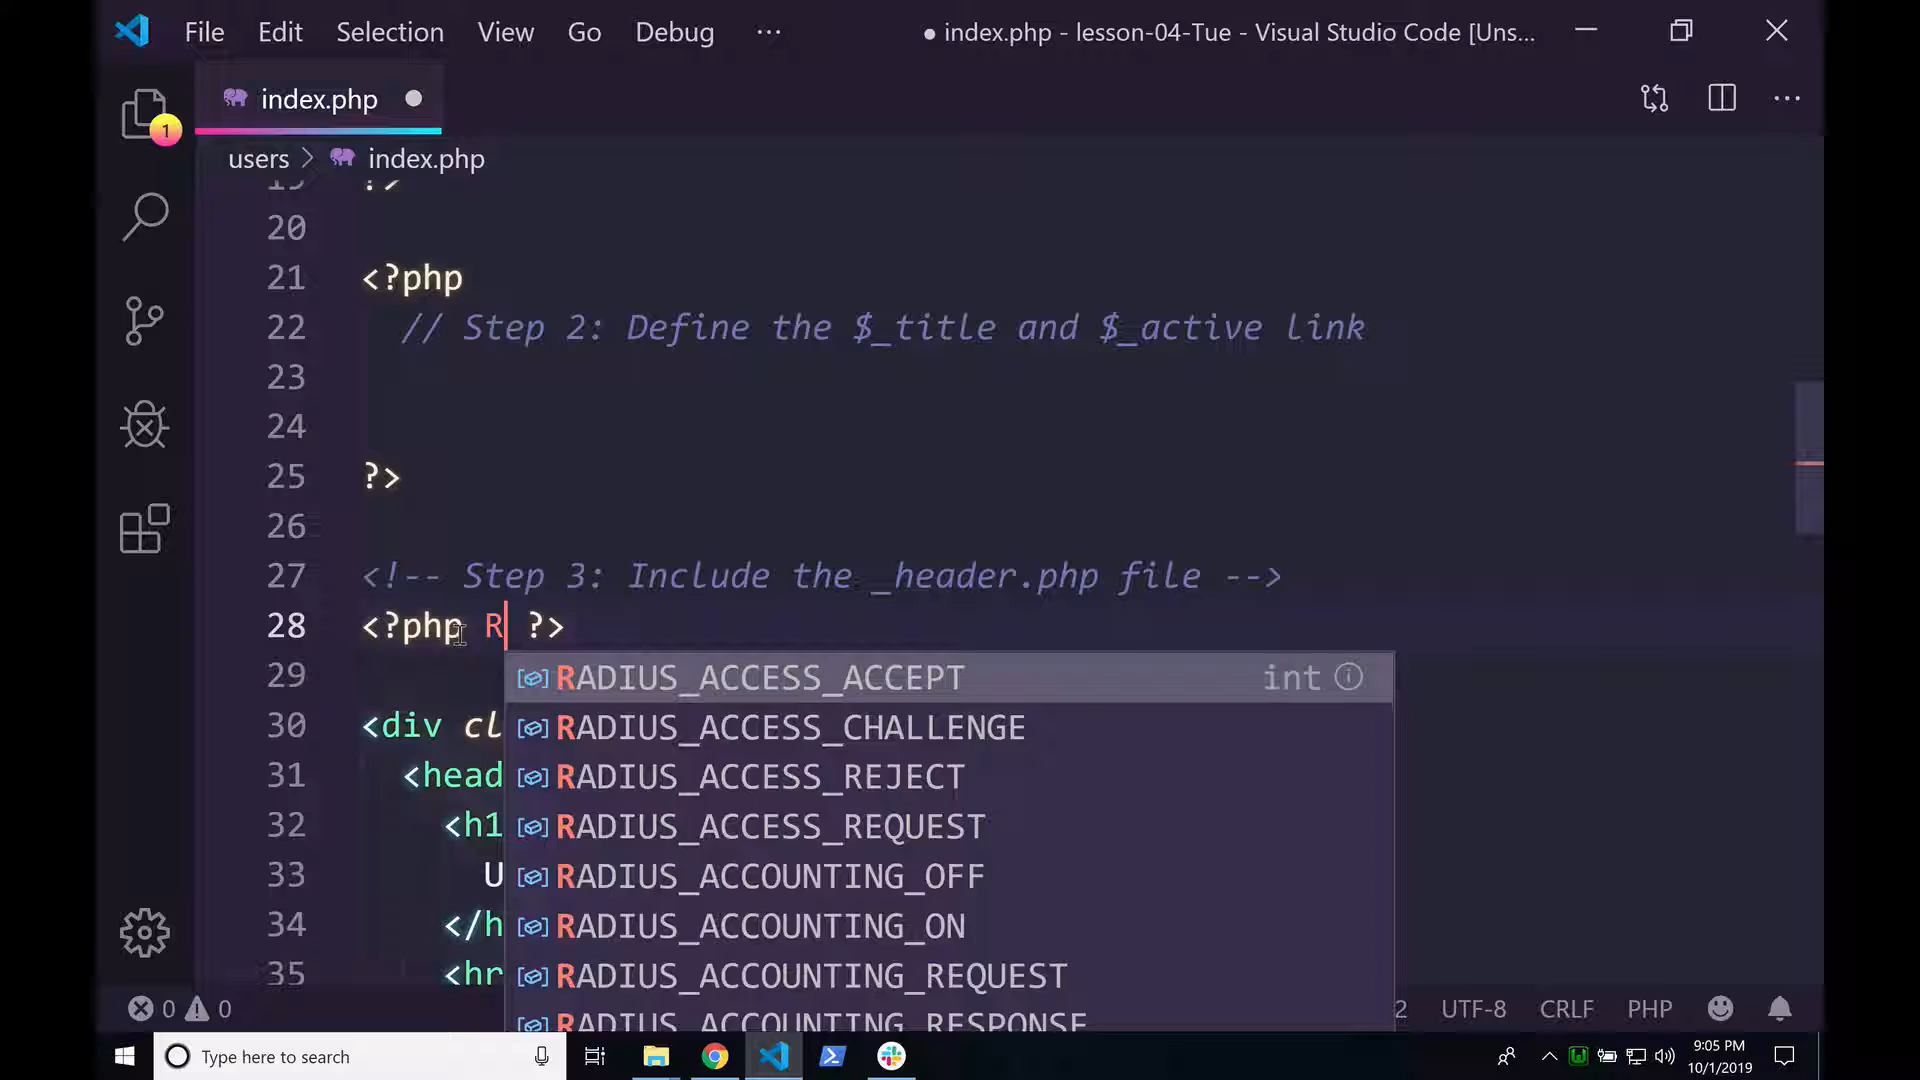 File Edit Selection View Go Debug ··· ● index.php - lesson-04-Tue - Visual Studio Code [Uns...
index.php ●
1
users > index.php
19 ?>
20
21 <?php
22 // Step 2: Define the $_title and $_active link
23
24
25 ?>
26
27 <!-- Step 3: Include the _header.php file -->
28 <?php R ?>
RADIUS_ACCESS_ACCEPT int
29
RADIUS_ACCESS_CHALLENGE
30 <div cl
RADIUS_ACCESS_REJECT
31 <head
RADIUS_ACCESS_REQUEST
32 <h1
RADIUS_ACCOUNTING_OFF
33 U
RADIUS_ACCOUNTING_ON
34 </h
RADIUS_ACCOUNTING_REQUEST
35 <hr
RADIUS_ACCOUNTING_RESPONSE
0 0 2 UTF-8 CRLF PHP
Type here to search
9:05 PM
10/1/2019